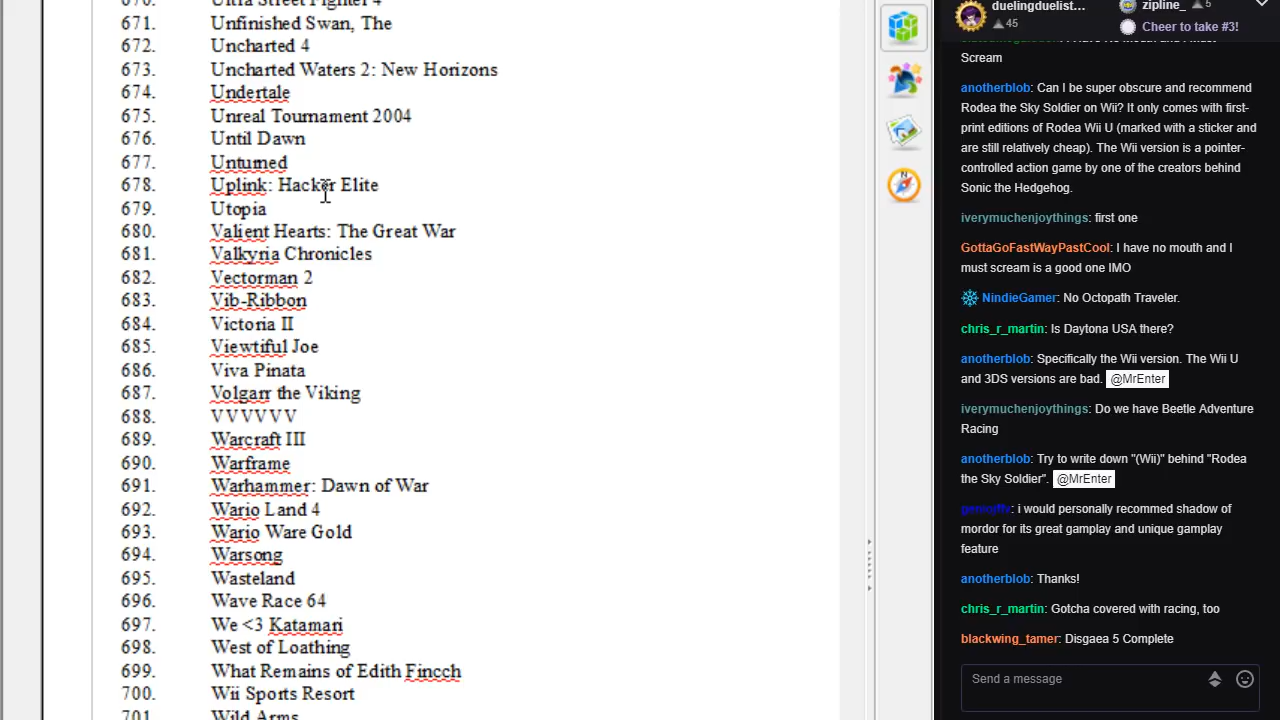 670. Ultra Street Fighter 4
671. Unfinished Swan, The
672. Uncharted 4
673. Uncharted Waters 2: New Horizons
674. Undertale
675. Unreal Tournament 2004
676. Until Dawn
677. Unturned
678. Uplink: Hacker Elite
679. Utopia
680. Valient Hearts: The Great War
681. Valkyria Chronicles
682. Vectorman 2
683. Vib-Ribbon
684. Victoria II
685. Viewtiful Joe
686. Viva Pinata
687. Volgarr the Viking
688. VVVVVV
689. Warcraft III
690. Warframe
691. Warhammer: Dawn of War
692. Wario Land 4
693. Wario Ware Gold
694. Warsong
695. Wasteland
696. Wave Race 64
697. We <3 Katamari
698. West of Loathing
699. What Remains of Edith Fincch
700. Wii Sports Resort
701. Wild Arms
N
duelingduelist...
45
zipline_ 5
Cheer to take #3!
Scream
anotherblob: Can I be super obscure and recommend
Rodea the Sky Soldier on Wii? It only comes with first-
print editions of Rodea Wii U (marked with a sticker and
are still relatively cheap). The Wii version is a pointer-
controlled action game by one of the creators behind
Sonic the Hedgehog.
iverymuchenjoythings: first one
GottaGoFastWayPastCool: I have no mouth and I
must scream is a good one IMO
NindieGamer: No Octopath Traveler.
chris_r_martin: Is Daytona USA there?
anotherblob: Specifically the Wii version. The Wii U
and 3DS versions are bad. @MrEnter
iverymuchenjoythings: Do we have Beetle Adventure
Racing
anotherblob: Try to write down "(Wii)" behind "Rodea
the Sky Soldier". @MrEnter
i would personally recommed shadow of
mordor for its great gamplay and unique gamplay
feature
anotherblob: Thanks!
chris_r_martin: Gotcha covered with racing, too
blackwing_tamer: Disgaea 5 Complete
Send a message